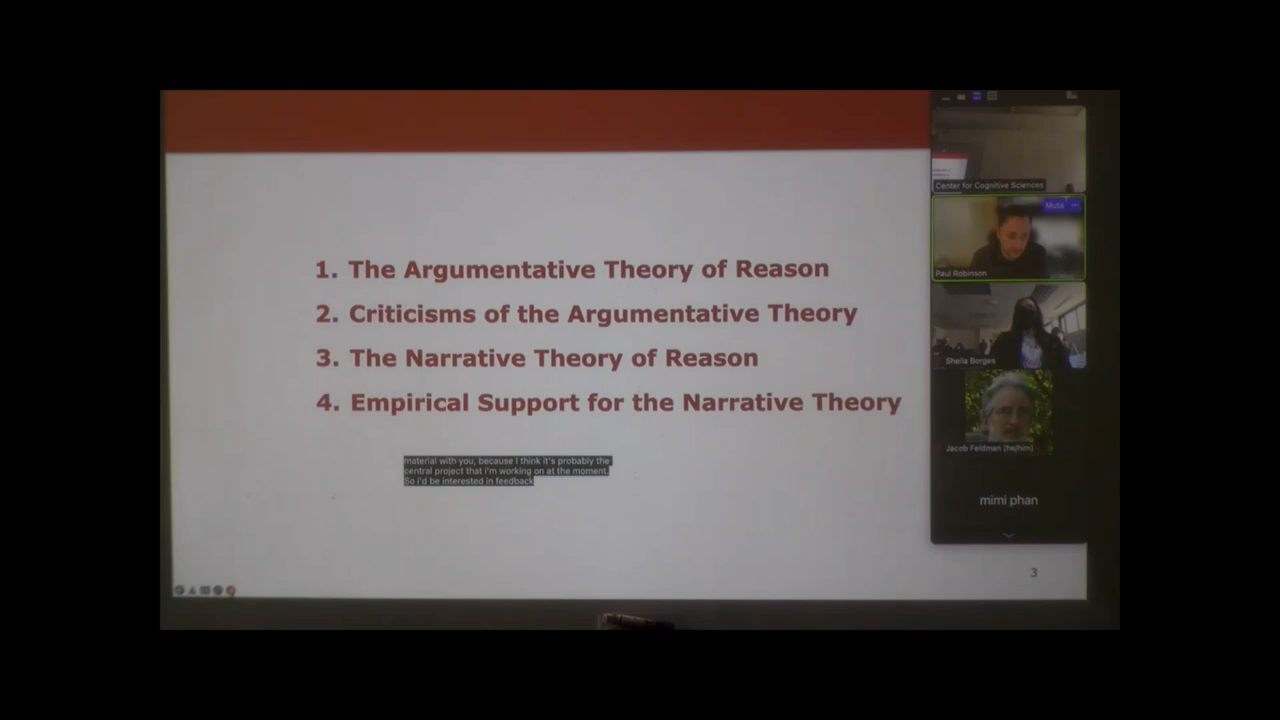 1. The Argumentative Theory of Reason
2. Criticisms of the Argumentative Theory
3. The Narrative Theory of Reason
4. Empirical Support for the Narrative Theory
material with you, because I think it's probably the
central project that i'm working on at the moment.
So i'd be interested in feedback
3
Center for Cognitive Sciences
Mute
Paul Robinson
Sheila Borges
Jacob Feldman (he/him)
mimi phan